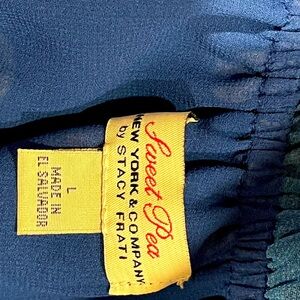 Sweet Pea
NEW YORK & COMPANY
by STACY FRATI
L
MADE IN
EL SALVADOR